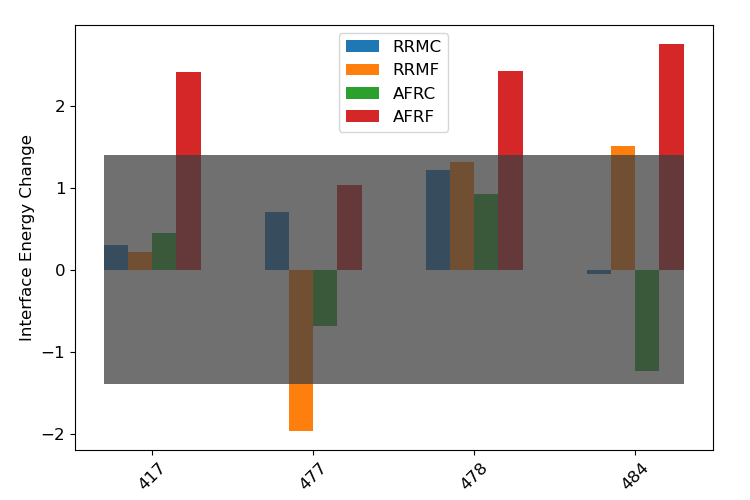 RRMC
RRMF
AFRC
AFRF
Interface Energy Change
2
1
0
−1
−2
417
477
478
484